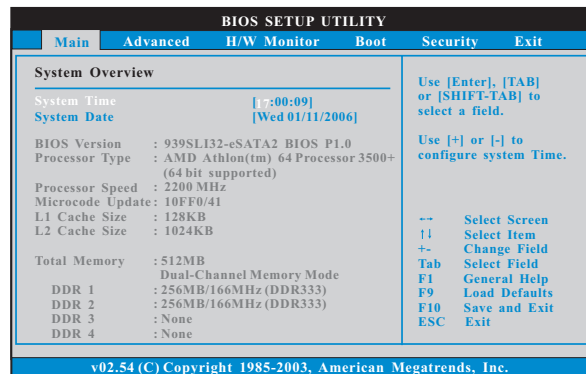 BIOS SETUP UTILITY
Main Advanced H/W Monitor Boot Security Exit
System Overview
System Time [17:00:09]
System Date [Wed 01/11/2006]
BIOS Version : 939SLI32-eSATA2 BIOS P1.0
Processor Type : AMD Athlon(tm) 64 Processor 3500+
(64 bit supported)
Processor Speed : 2200 MHz
Microcode Update : 10FF0/41
L1 Cache Size : 128KB
L2 Cache Size : 1024KB
Total Memory : 512MB
Dual-Channel Memory Mode
DDR 1 : 256MB/166MHz (DDR333)
DDR 2 : 256MB/166MHz (DDR333)
DDR 3 : None
DDR 4 : None
Use [Enter], [TAB]
or [SHIFT-TAB] to
select a field.
Use [+] or [-] to
configure system Time.
←→ Select Screen
↑↓ Select Item
+- Change Field
Tab Select Field
F1 General Help
F9 Load Defaults
F10 Save and Exit
ESC Exit
v02.54 (C) Copyright 1985-2003, American Megatrends, Inc.